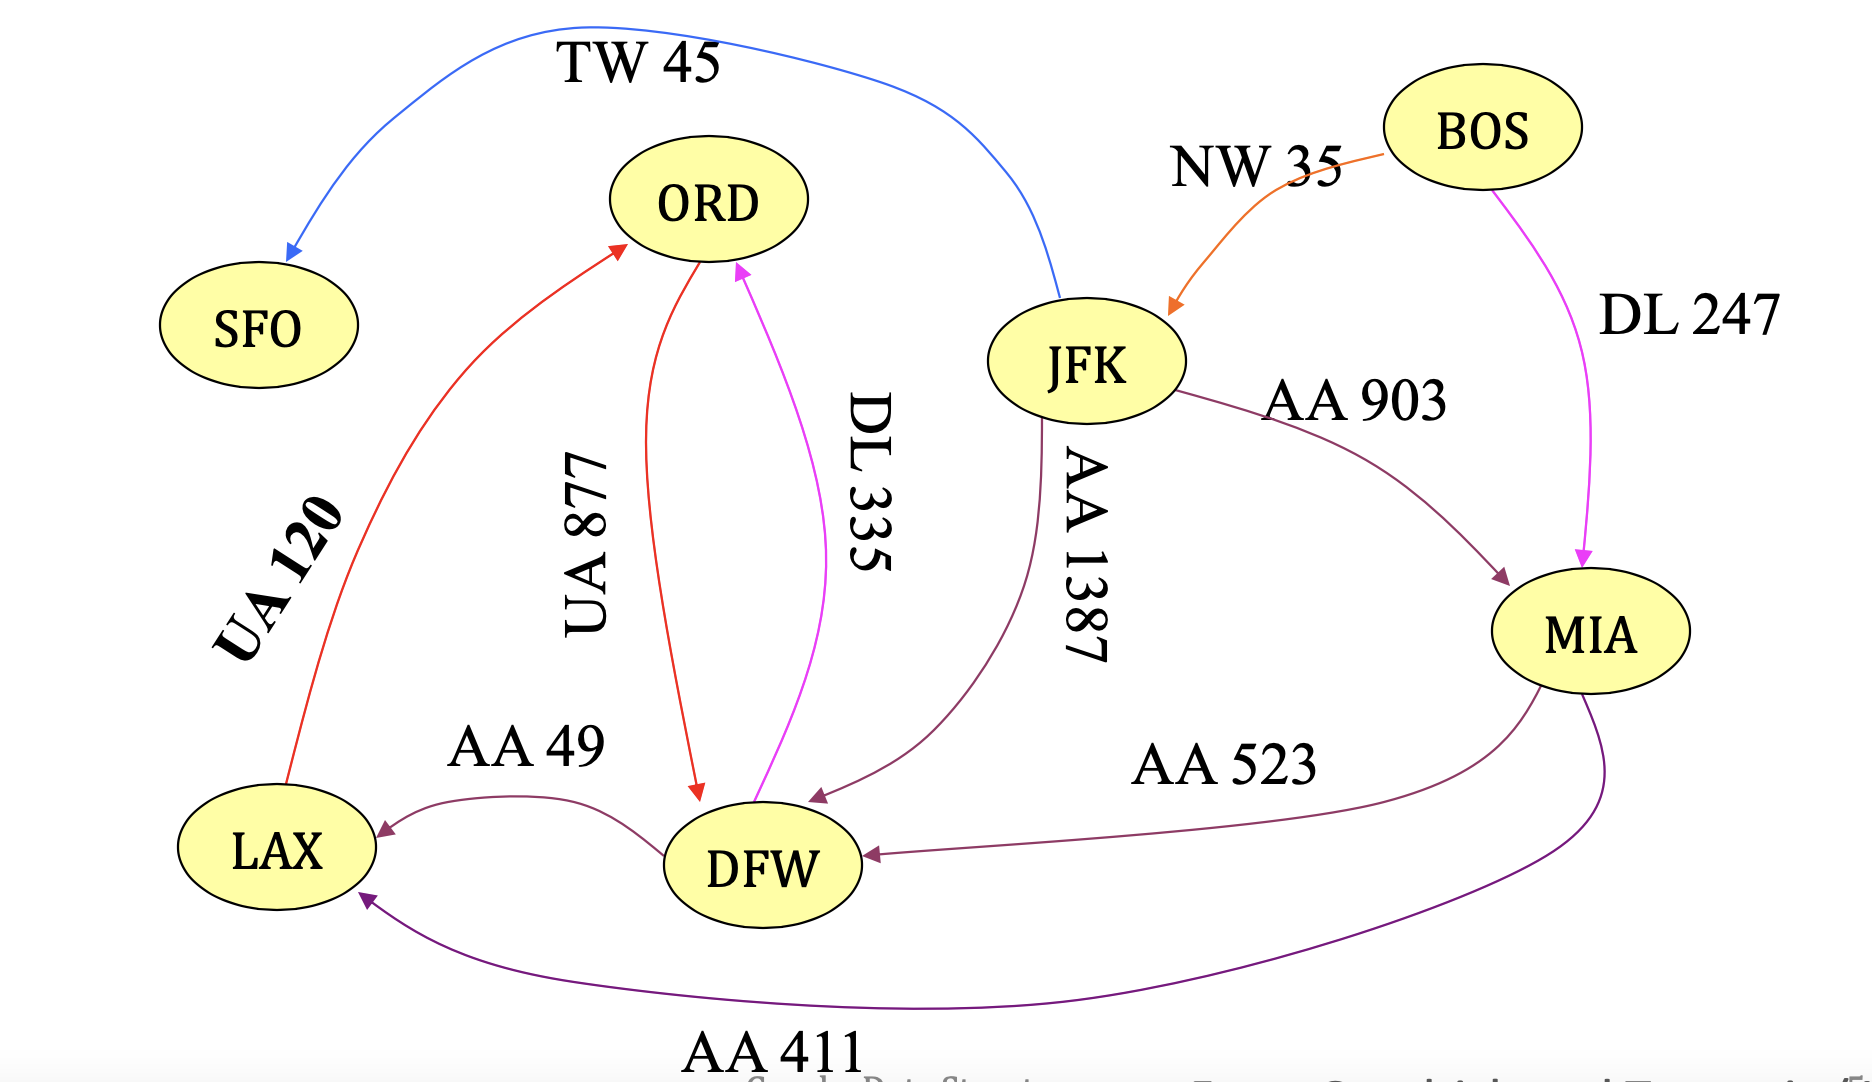 TW 45
BOS
NW 35
ORD
DL 247
SFO
JFK
AA 903
DL 335
UA 877
AA 1387
UA 120
MIA
AA 49
AA 523
LAX
DFW
AA 411